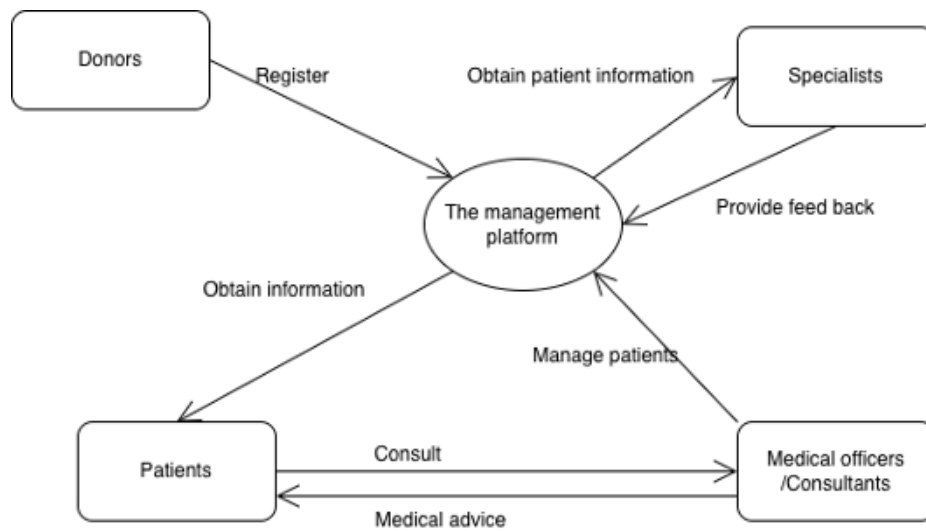 Donors
Register
Obtain patient information
Specialists
The management
platform
Provide feed back
Obtain information
Manage patients
Patients
Consult
Medical officers
/Consultants
Medical advice